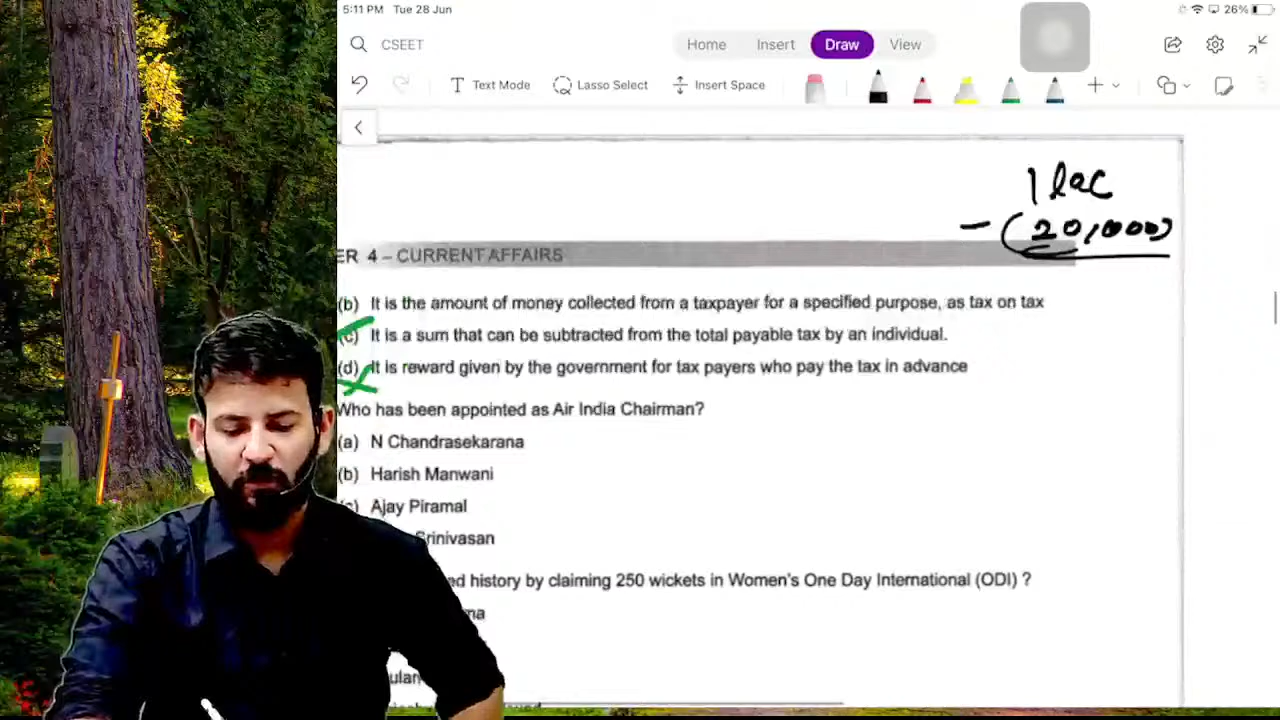 5:11 PM Tue 28 Jun
26%
CSEET
Home Insert Draw View
Text Mode Lasso Select Insert Space
1 lac
- (20,000)
ER 4 – CURRENT AFFAIRS
(b) It is the amount of money collected from a taxpayer for a specified purpose, as tax on tax
(c) It is a sum that can be subtracted from the total payable tax by an individual.
(d) It is reward given by the government for tax payers who pay the tax in advance
Who has been appointed as Air India Chairman?
(a) N Chandrasekarana
(b) Harish Manwani
(c) Ajay Piramal
Srinivasan
ed history by claiming 250 wickets in Women's One Day International (ODI) ?